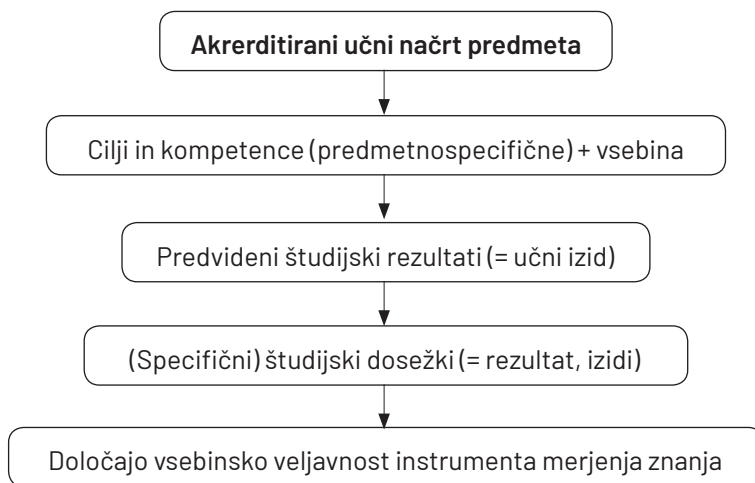 Akrerditirani učni načrt predmeta
Cilji in kompetence (predmetnospecifične) + vsebina
Predvideni študijski rezultati (= učni izid)
(Specifični) študijski dosežki (= rezultat, izidi)
Določajo vsebinsko veljavnost instrumenta merjenja znanja